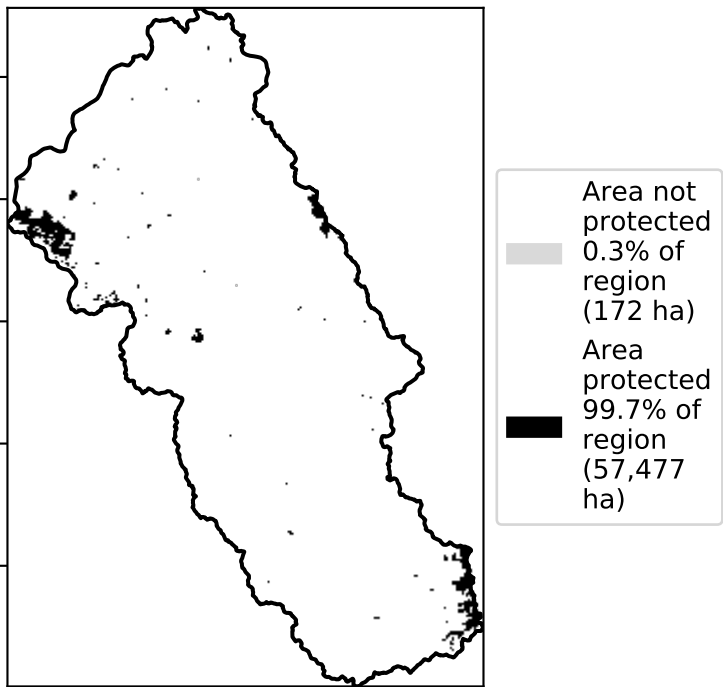 Area not
protected
0.3% of
region
(172 ha)
Area
protected
99.7% of
region
(57,477
ha)